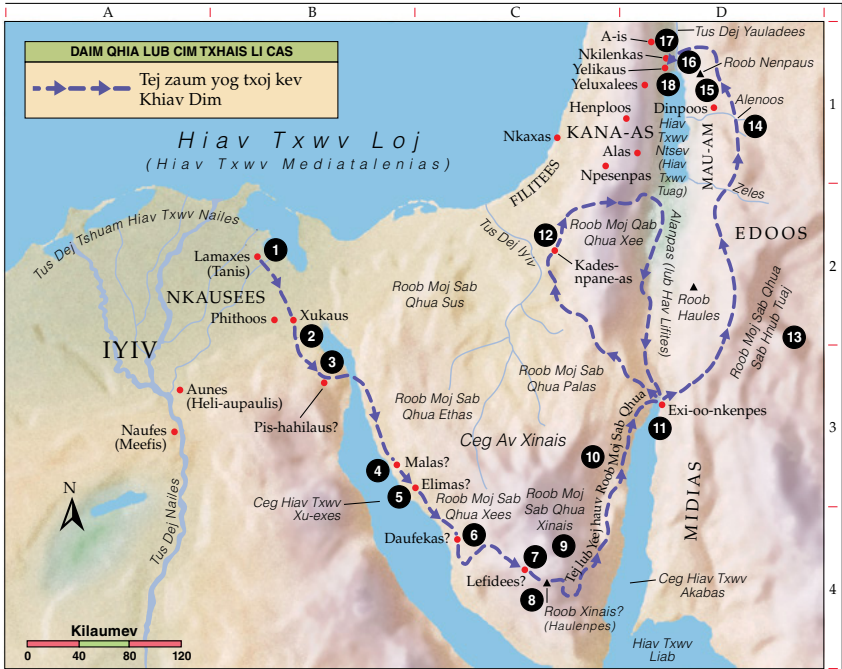 A
B
C
D
DAIM QHIA LUB CIM TXHAIS LI CAS
Tej zaum yog txoj kev
Khiav Dim
Hiav Txwv Loj
(Hiav Txwv Mediatalenias)
A-is
17
Tus Dej Yauladees
Nkilenkas
16
Roob Nenpaus
Yelikaus
Yeluxalees
18
15
Henploos
Dinpoos
Alenoos
14
1
Nkaxas
KANA-AS
Hiav
Txwv
Ntsev
(Hiav
Txwv
Tuag)
MAU-AM
Alas
Npesenpas
FILITEES
Zeles
EDOOS
Tus Dej Tshuam Hiav Txwv Nailes
1
Lamaxes
(Tanis)
Tus Dej Iyiv
12
Roob Moj Qab
Qhua Xee
Kades-
npane-as
Alanpas (lub Hav Lifiles)
2
NKAUSEES
Roob Moj Sab
Qhua Sus
Roob
Haules
Roob Moj Sab Qhua
Sab Hnub Tuaj
13
Phithoos
Xukaus
2
IYIV
3
Roob Moj Sab
Qhua Palas
Aunes
(Heli-aupaulis)
Roob Moj Sab
Qhua Ethas
Pis-hahilaus?
Exi-oo-nkenpes
11
3
Naufes
(Meefis)
Ceg Av Xinais
10
Tej lub Yeej hauv Roob Moj Sab Qhua
4
Malas?
Elimas?
5
Ceg Hiav Txwv
Xu-exes
Roob Moj Sab
Qhua Xees
Roob Moj
Sab Qhua
Xinais
MIDIAS
N
Tus Dej Nailes
Daufekas?
6
7
9
Lefidees?
8
Roob Xinais?
(Haulenpes)
Ceg Hiav Txwv
Akabas
4
Kilaumev
0
40
80
120
Hiav Txwv
Liab